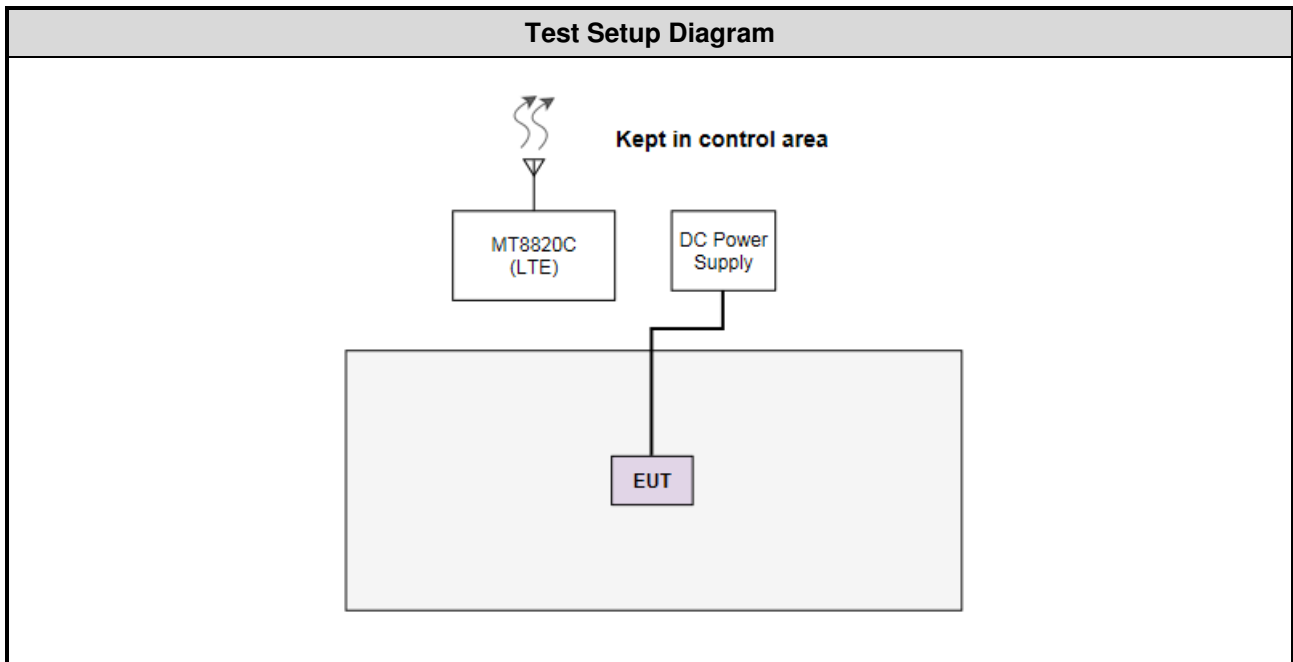 Test Setup Diagram
Kept in control area
MT8820C
(LTE)
DC Power
Supply
EUT